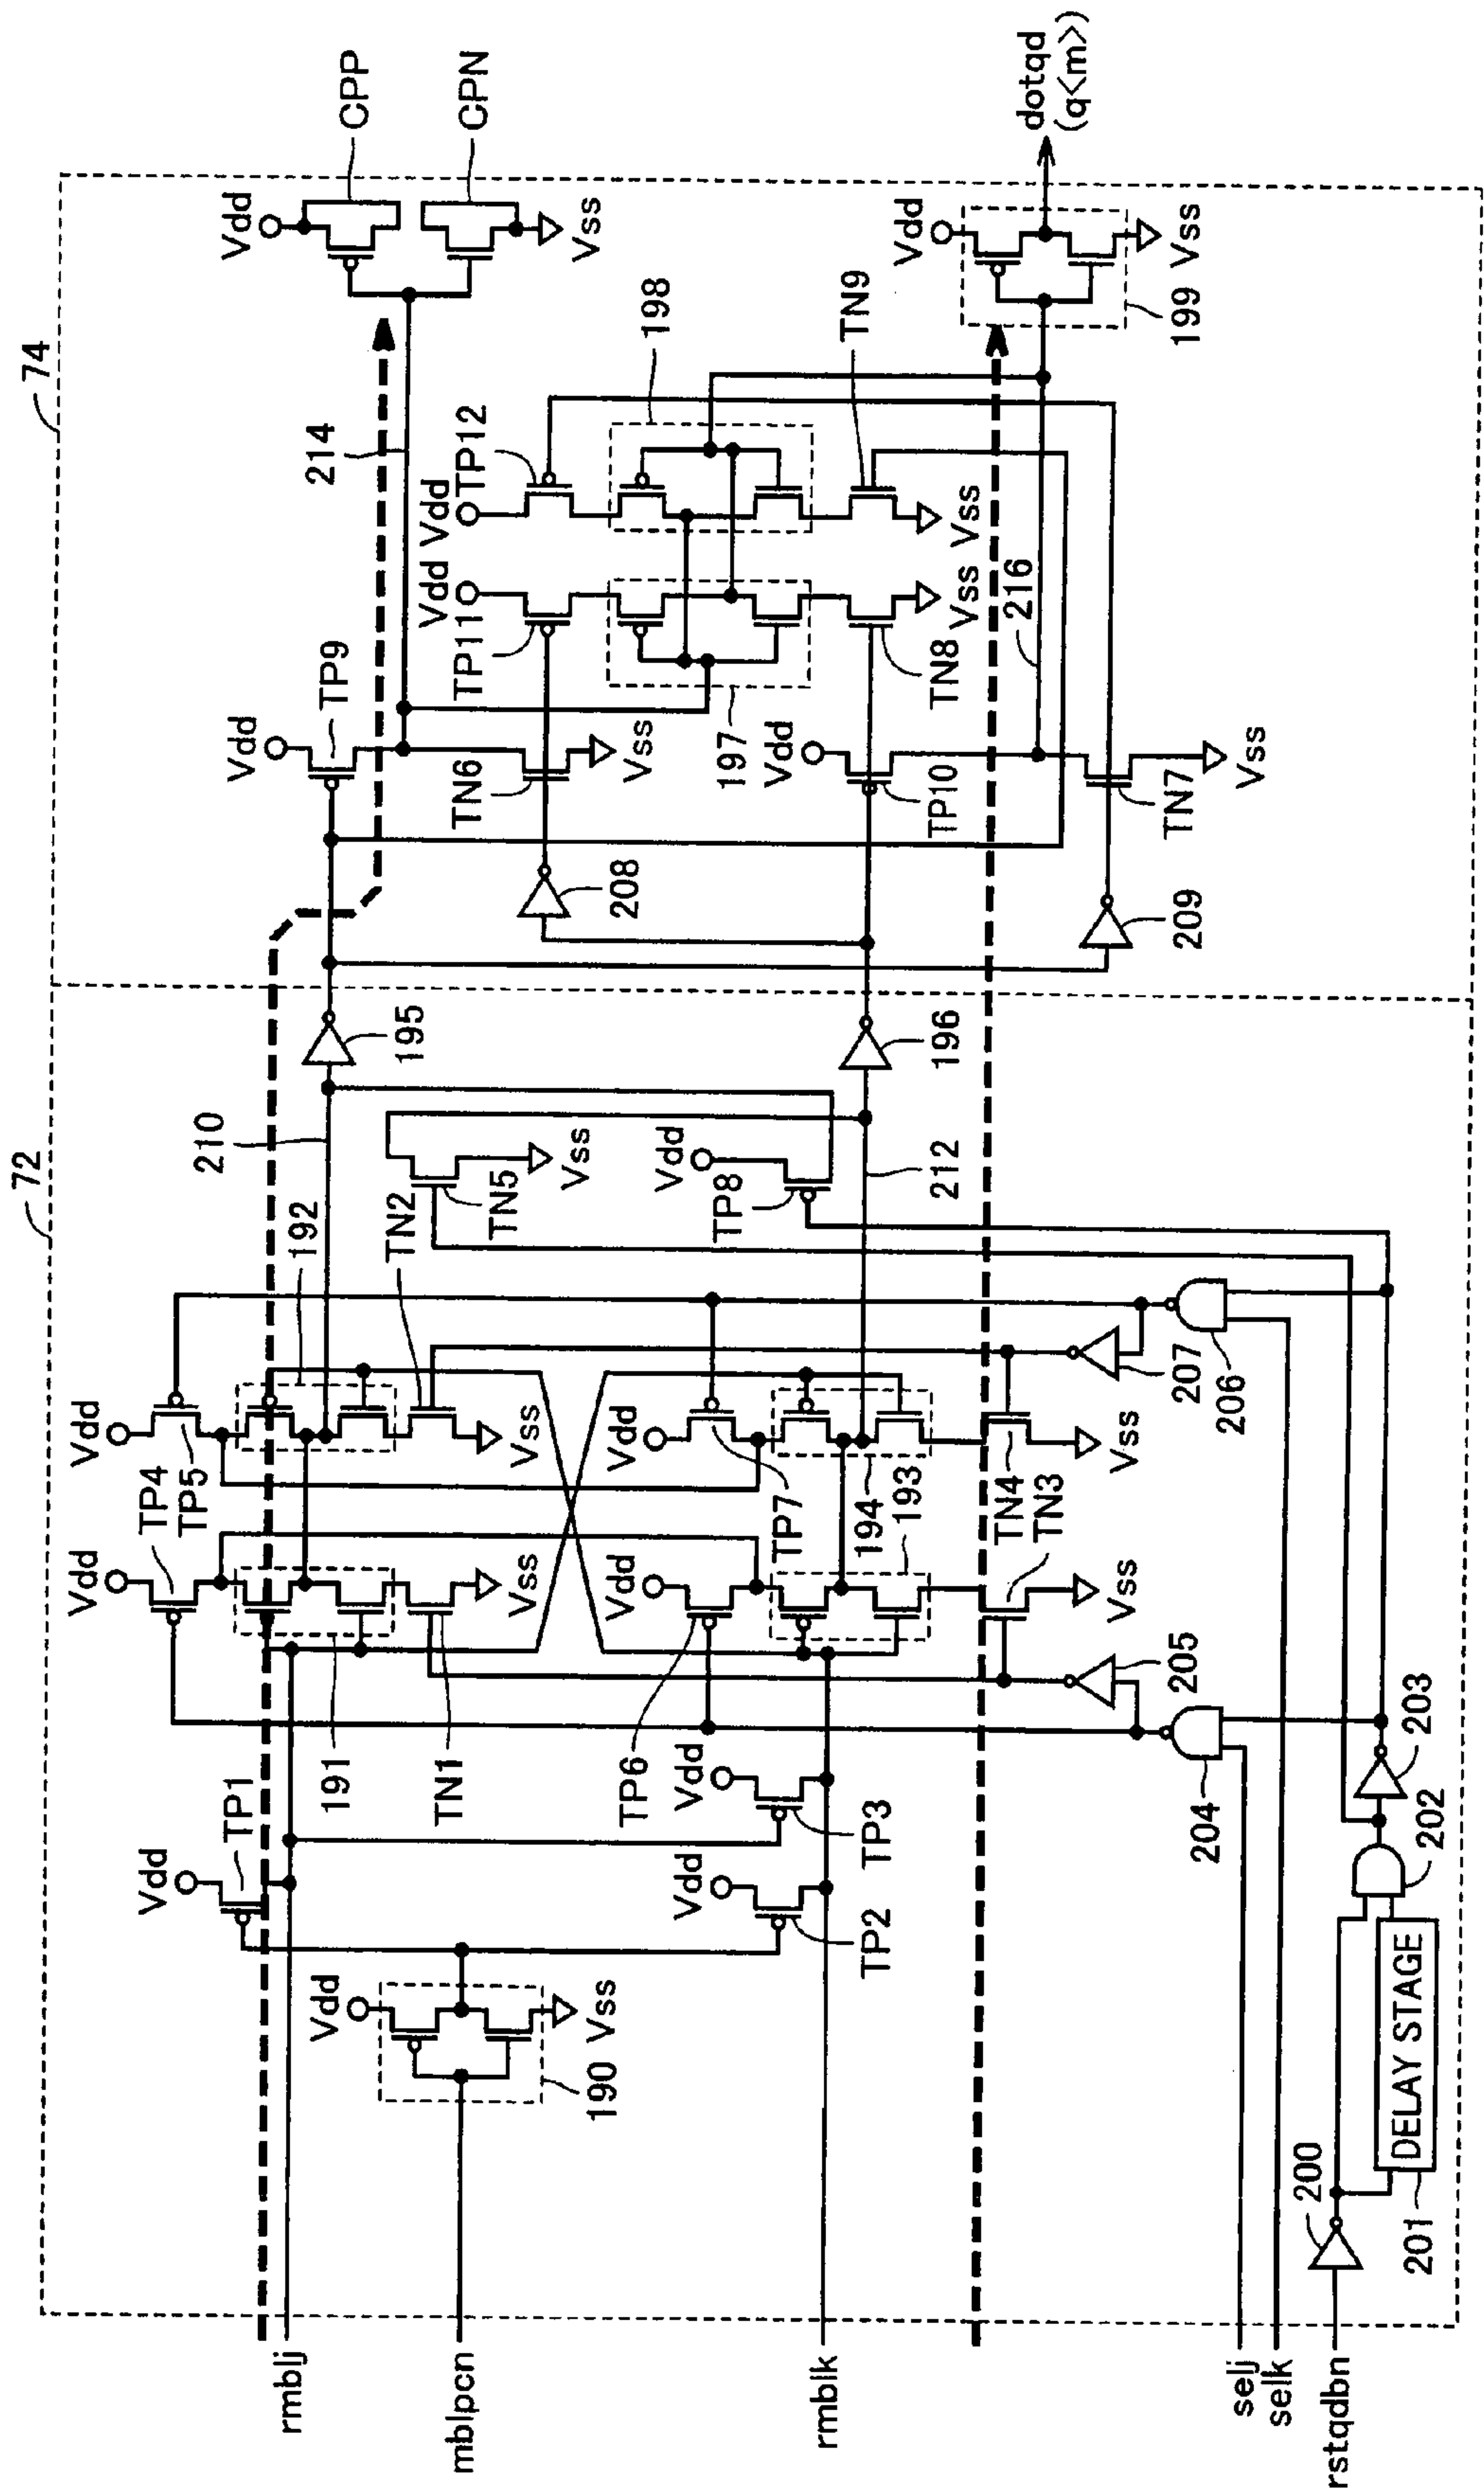 72
74
rmblj
mblpcn
rmblk
selj
selk
rstqdbn
Vdd
TP1
Vdd
Vss
190
Vdd
TP2
Vdd
TP3
191
TN1
TP6
Vdd
TP4
TP5
Vdd
Vss
Vss
192
TN2
210
Vdd
Vdd
TP7
194
193
TN4
TN3
Vss
Vss
TN5
Vss
Vdd
TP8
212
195
196
200
201
DELAY STAGE
202
203
204
205
206
207
208
209
Vdd
TP9
TN6
Vss
Vdd
TP10
TN7
Vss
214
Vdd
TP11
Vdd
TP12
197
198
TN8
TN9
Vss
Vss
216
Vdd
CPP
CPN
Vss
Vdd
Vss
199
dotqd
(q<m>)